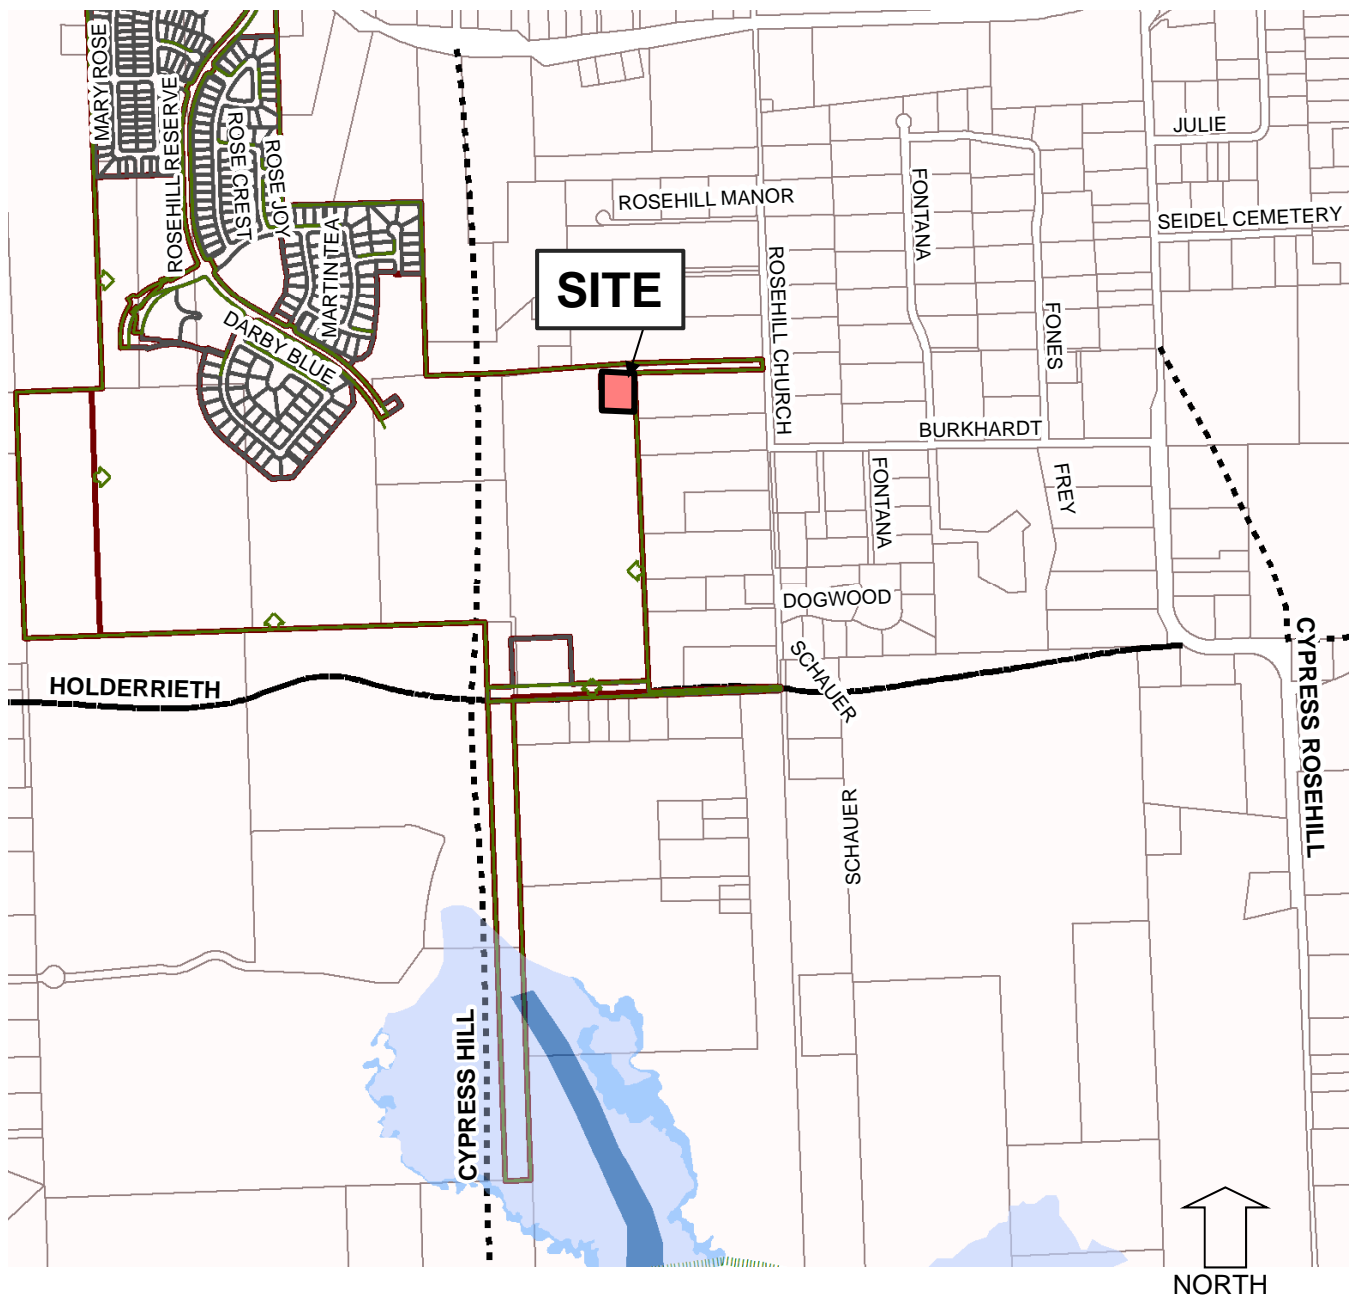 MARY ROSE
ROSEHILL RESERVE
ROSE CREST
ROSE JOY
MARTIN TEA
DARBY BLUE
JULIE
ROSEHILL MANOR
FONTANA
SEIDEL CEMETERY
SITE
ROSEHILL CHURCH
FONES
BURKHARDT
FONTANA
FREY
DOGWOOD
SCHAUER
HOLDERRIETH
CYPRESS ROSEHILL
SCHAUER
CYPRESS HILL
NORTH